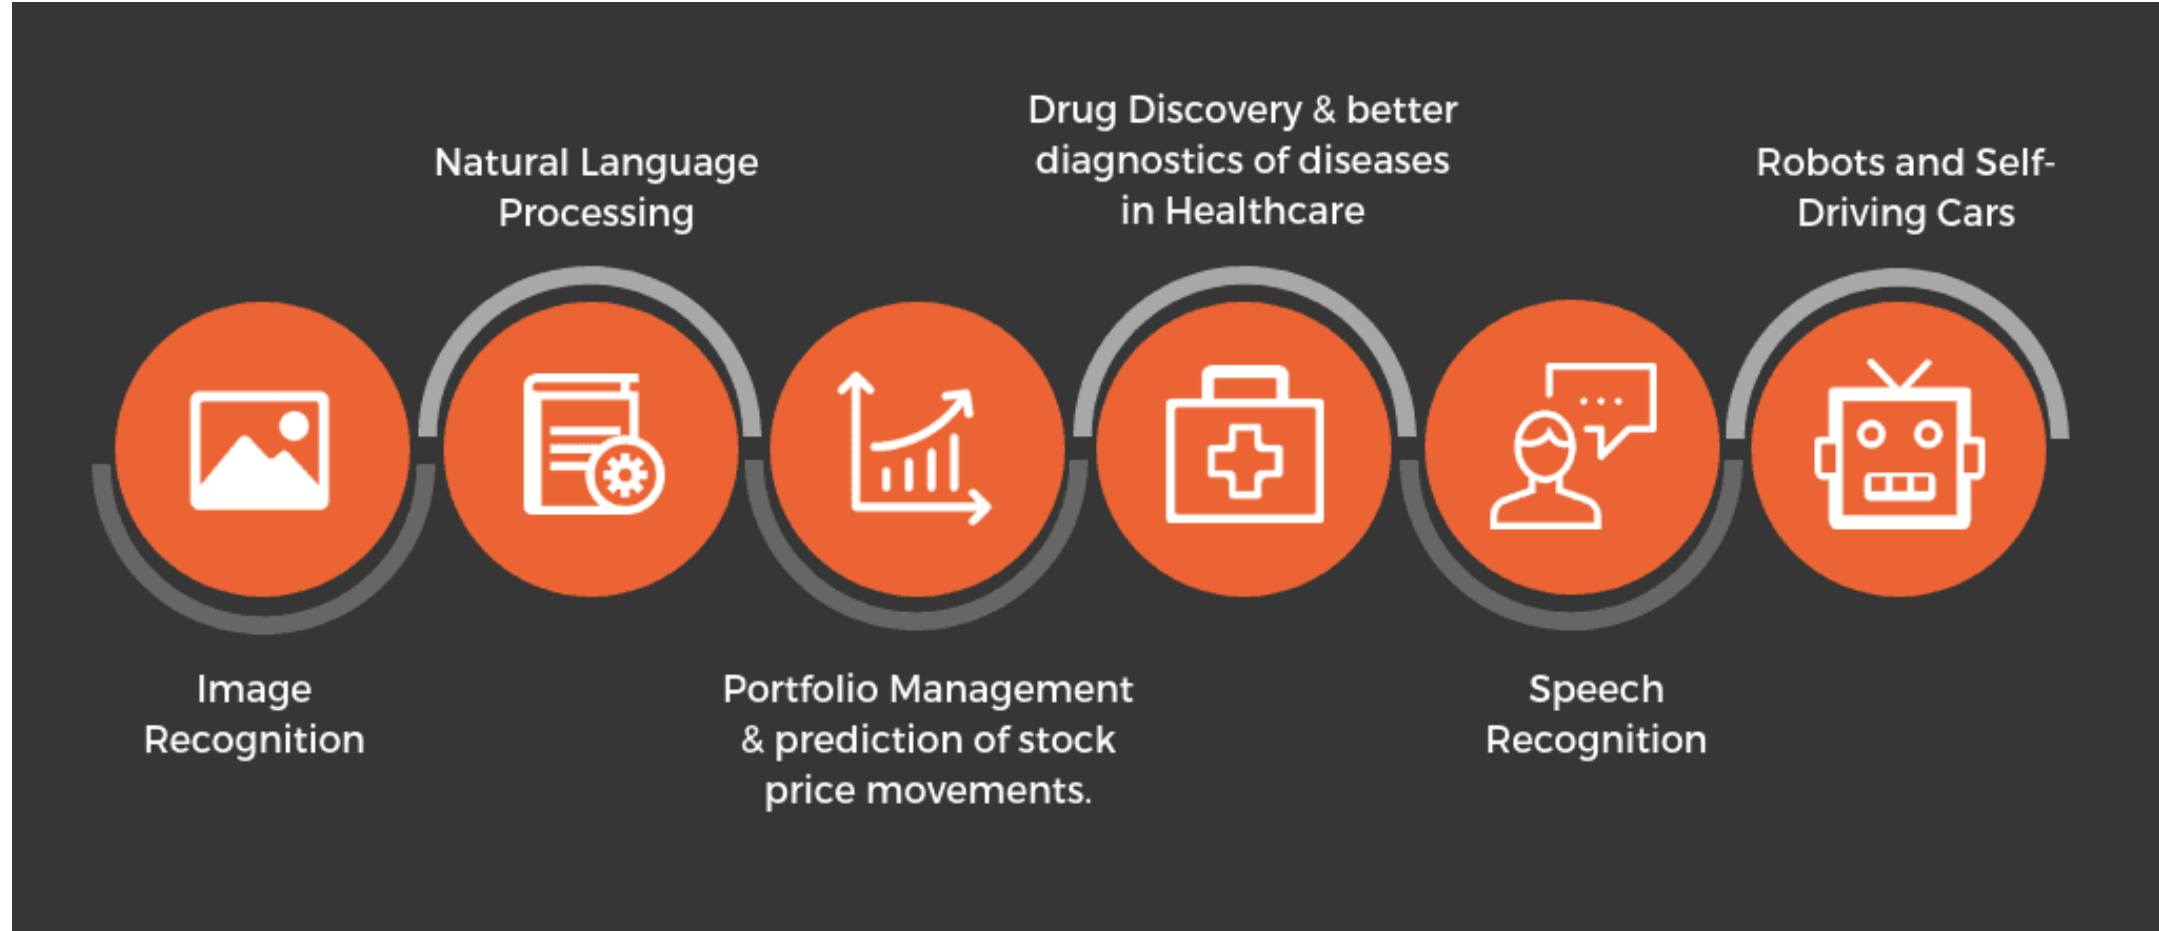 Image
Recognition
Natural Language
Processing
Portfolio Management
& prediction of stock
price movements.
Drug Discovery & better
diagnostics of diseases
in Healthcare
Speech
Recognition
Robots and Self-
Driving Cars